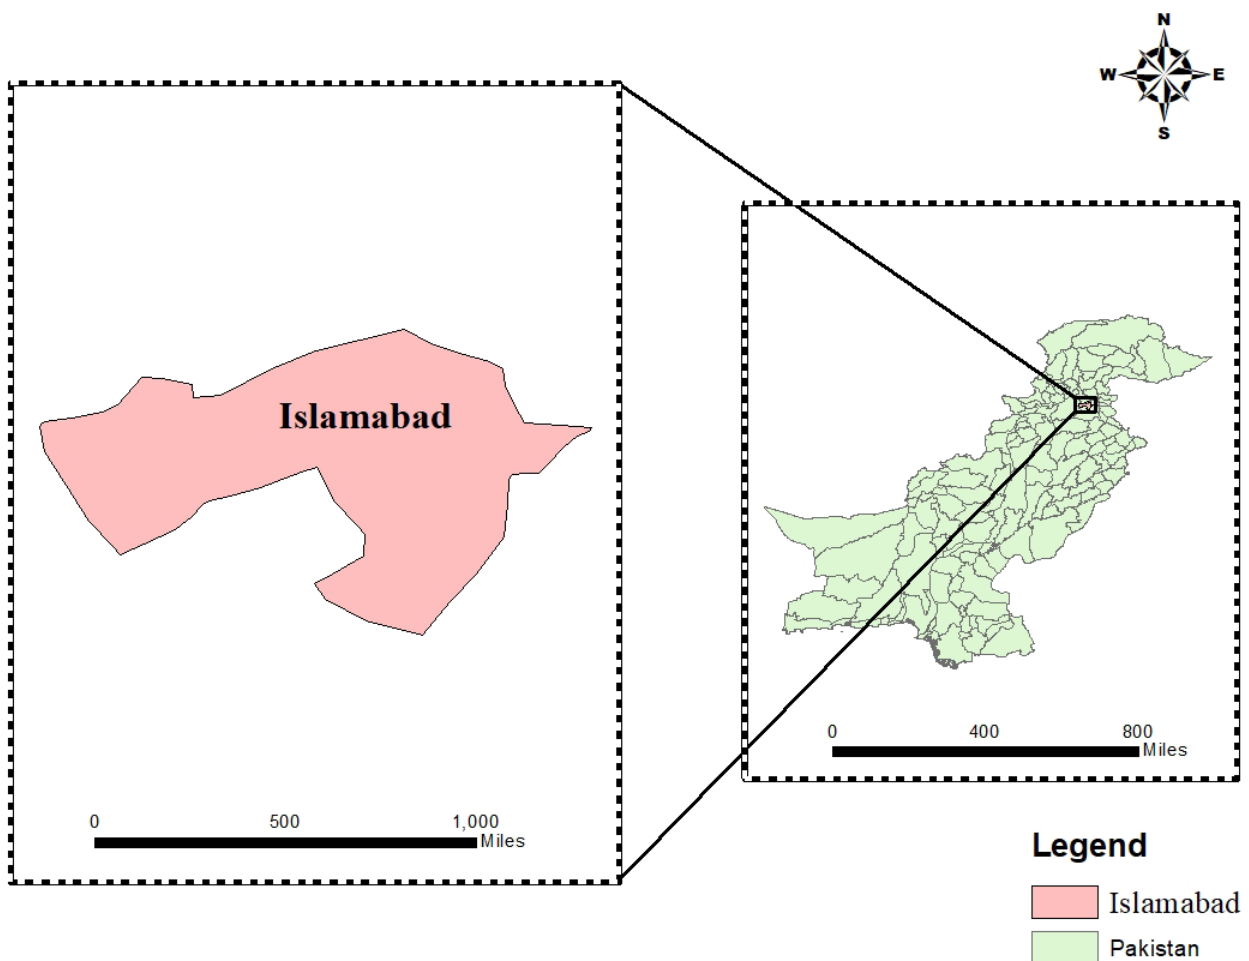 N
W E
S
Islamabad
0 400 800
Miles
0 500 1,000
Miles
Legend
Islamabad
Pakistan